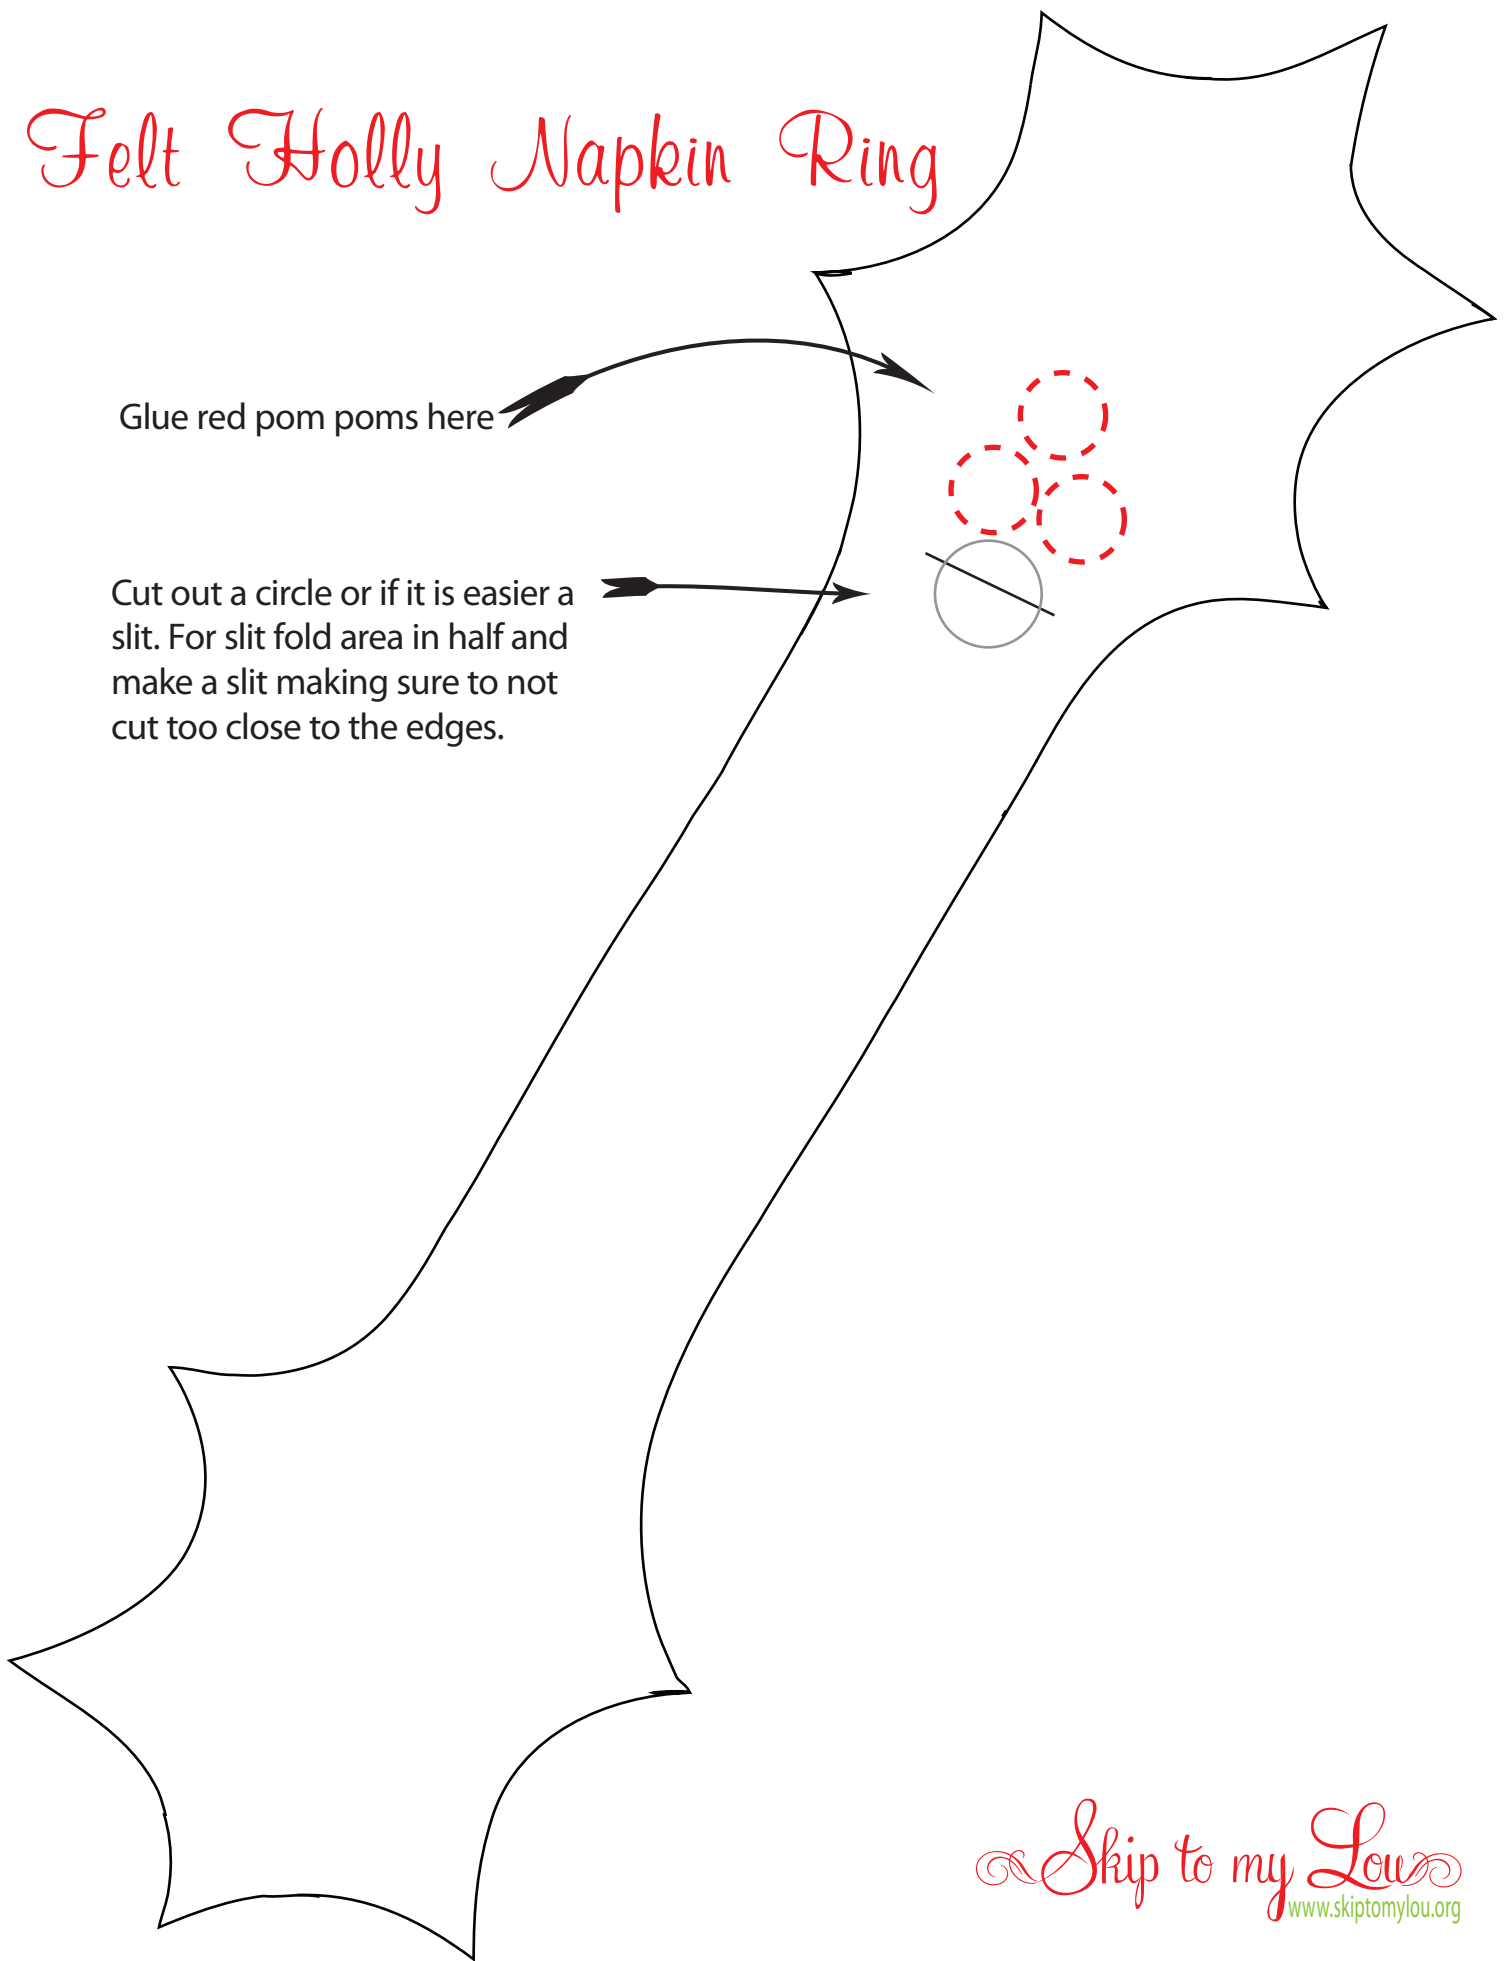 Felt Holly Napkin Ring
Glue red pom poms here
Cut out a circle or if it is easier a
slit. For slit fold area in half and
make a slit making sure to not
cut too close to the edges.
Skip to my Lou
www.skiptomylou.org